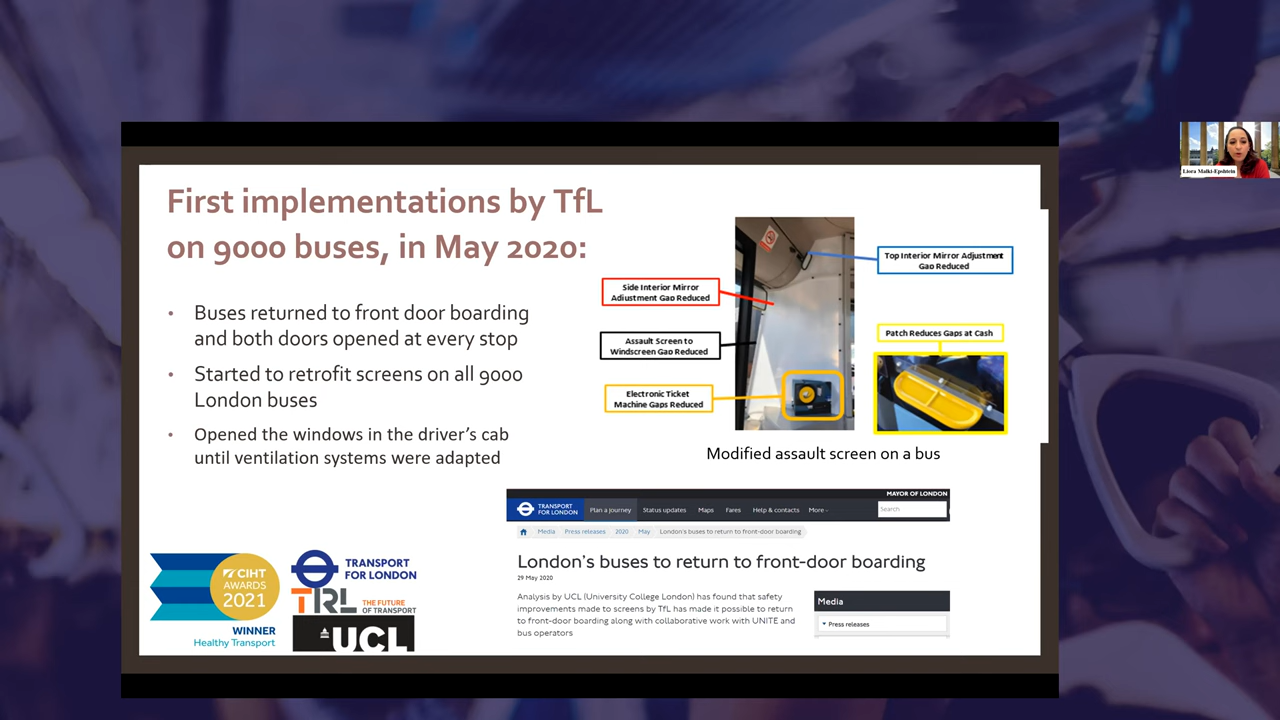 First implementations by TfL
on 9000 buses, in May 2020:
• Buses returned to front door boarding
and both doors opened at every stop
• Started to retrofit screens on all 9000
London buses
• Opened the windows in the driver's cab
until ventilation systems were adapted
Top Interior Mirror Adjustment
Gap Reduced
Side Interior Mirror
Adjustment Gap Reduced
Assault Screen to
Windscreen Gap Reduced
Electronic Ticket
Machine Gaps Reduced
Patch Reduces Gaps at Cash
Modified assault screen on a bus
MAYOR OF LONDON
TRANSPORT
FOR LONDON
Plan a journey Status updates Maps Fares Help & contacts More
Search
Media Press releases 2020 May London's buses to return to front-door boarding
London's buses to return to front-door boarding
29 May 2020
Analysis by UCL (University College London) has found that safety
improvements made to screens by TfL has made it possible to return
to front-door boarding along with collaborative work with UNITE and
bus operators
Media
Press releases
CIHT
AWARDS
2021
WINNER
Healthy Transport
TRANSPORT
FOR LONDON
TRL THE FUTURE
OF TRANSPORT
UCL
Liora Malki-Epshtein